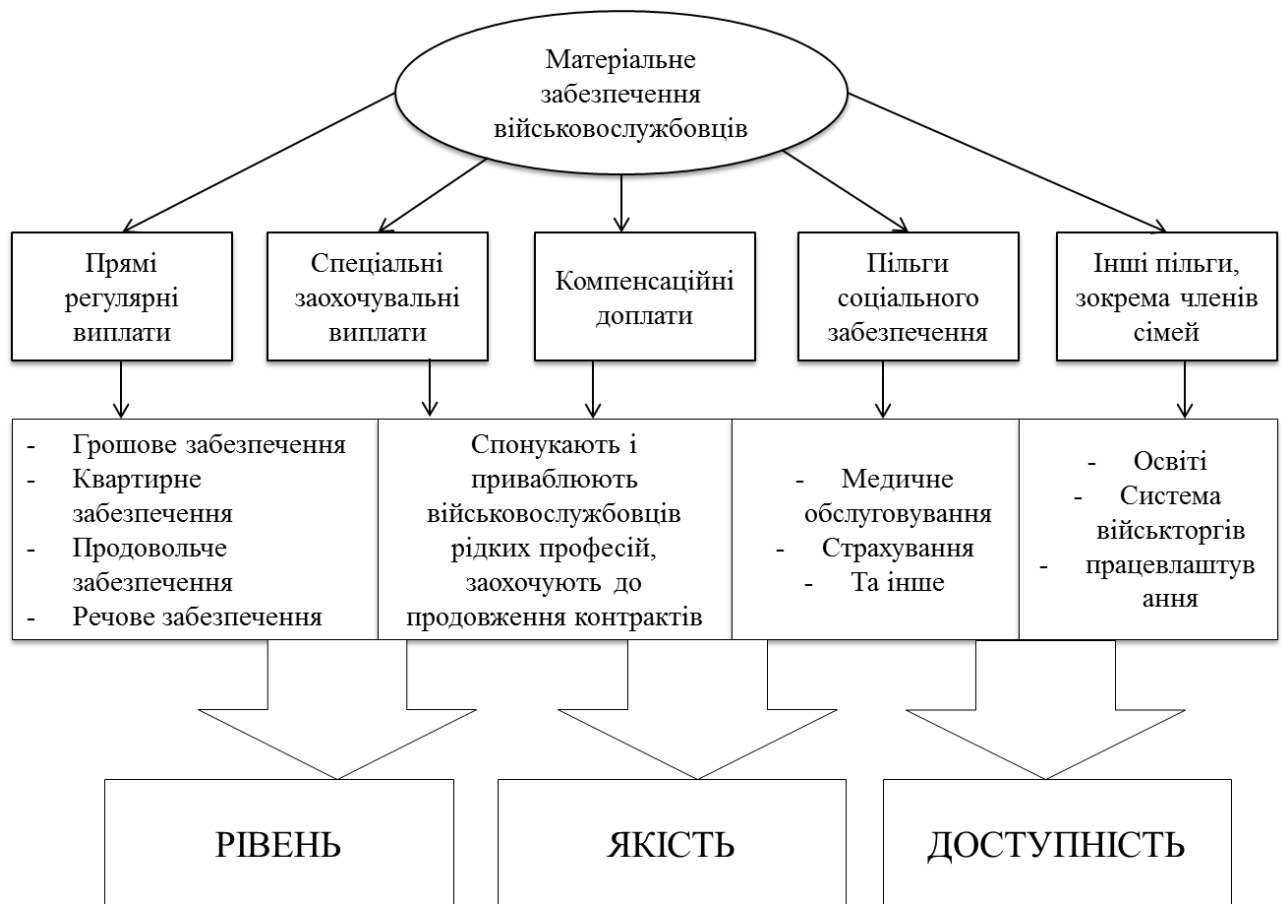 Матеріальне
забезпечення
військовослужбовців
Прямі
регулярні
виплати
Спеціальні
заохочувальні
виплати
Компенсаційні
доплати
Пільги
соціального
забезпечення
Інші пільги,
зокрема членів
сімей
- Грошове забезпечення
- Квартирне
забезпечення
- Продовольче
забезпечення
- Речове забезпечення
Спонукають і
приваблюють
військовослужбовців
рідких професій,
заохочують до
продовження контрактів
- Медичне
обслуговування
- Страхування
- Та інше
- Освіті
- Система
військторгів
- працевлаштув
ання
РІВЕНЬ
ЯКІСТЬ
ДОСТУПНІСТЬ